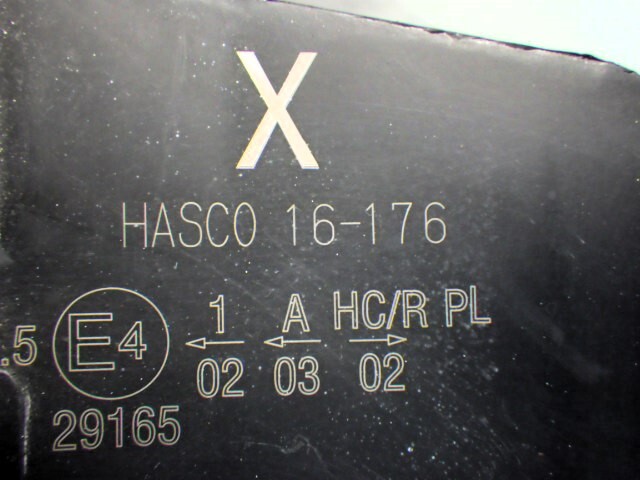 X
HASCO 16-176
1 A HC/R PL
.5 E4
02 03 02
29165